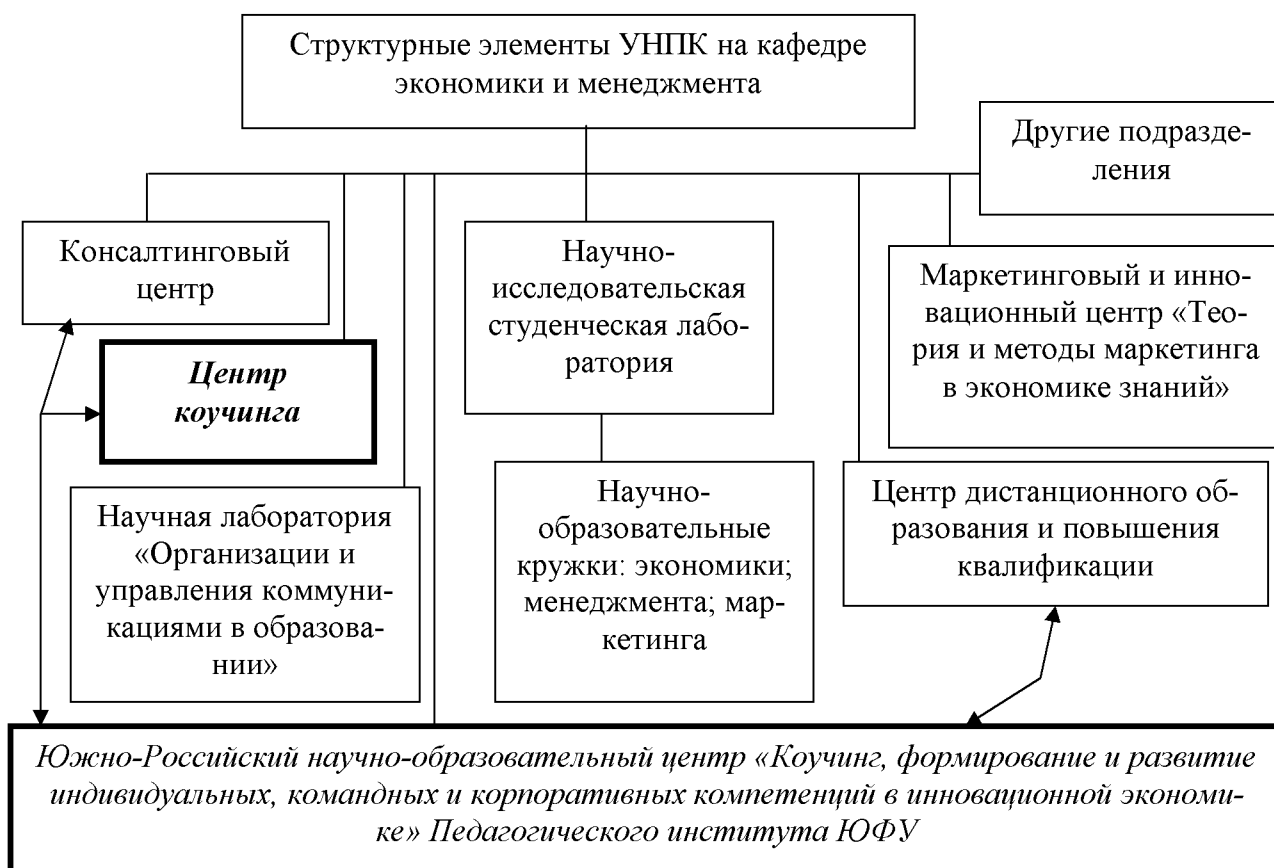 Структурные элементы УНПК на кафедре
экономики и менеджмента
Другие подразде-
ления
Консалтинговый
центр
Научно-
исследовательская
студенческая лабо-
ратория
Маркетинговый и инно-
вационный центр «Тео-
рия и методы маркетинга
в экономике знаний»
Центр
коучинга
Научная лаборатория
«Организации и
управления коммуни-
кациями в образова-
нии»
Научно-
образовательные
кружки: экономики;
менеджмента; мар-
кетинга
Центр дистанционного об-
разования и повышения
квалификации
Южно-Российский научно-образовательный центр «Коучинг, формирование и развитие
индивидуальных, командных и корпоративных компетенций в инновационной экономи-
ке» Педагогического института ЮФУ